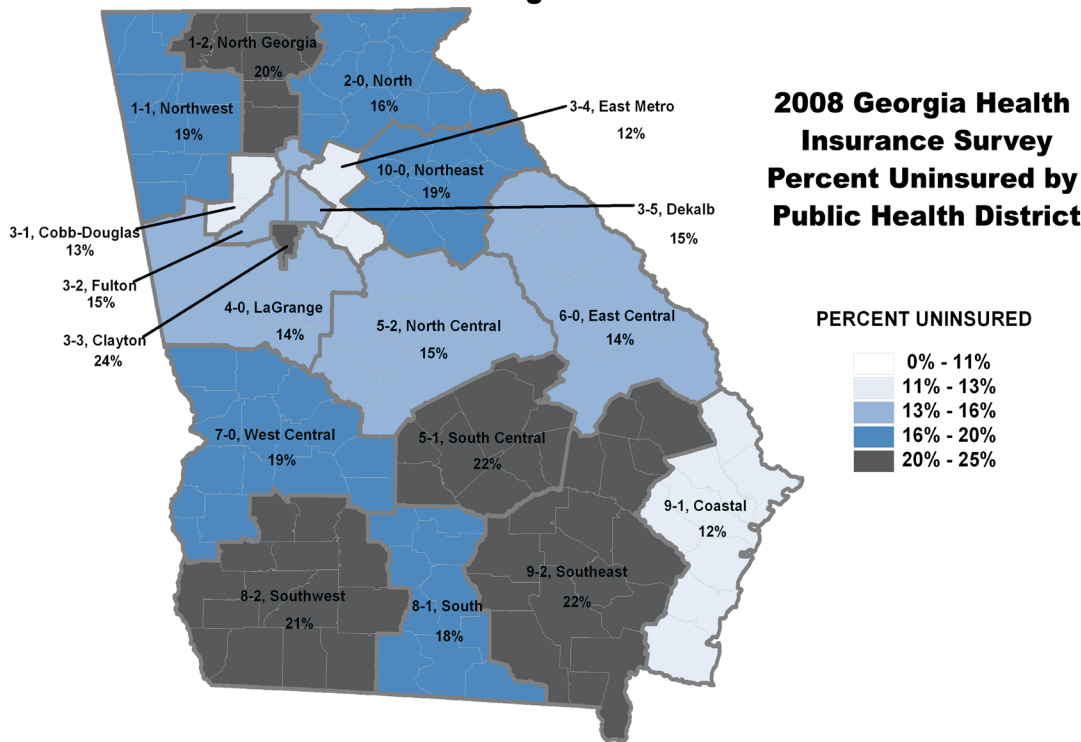 1-2, North Georgia
20%
2-0, North
16%
1-1, Northwest
19%
3-4, East Metro
12%
10-0, Northeast
19%
3-5, Dekalb
15%
3-1, Cobb-Douglas
13%
3-2, Fulton
15%
3-3, Clayton
24%
4-0, LaGrange
14%
5-2, North Central
15%
6-0, East Central
14%
7-0, West Central
19%
5-1, South Central
22%
9-1, Coastal
12%
9-2, Southeast
22%
8-2, Southwest
21%
8-1, South
18%
2008 Georgia Health
Insurance Survey
Percent Uninsured by
Public Health District
PERCENT UNINSURED
0% - 11%
11% - 13%
13% - 16%
16% - 20%
20% - 25%